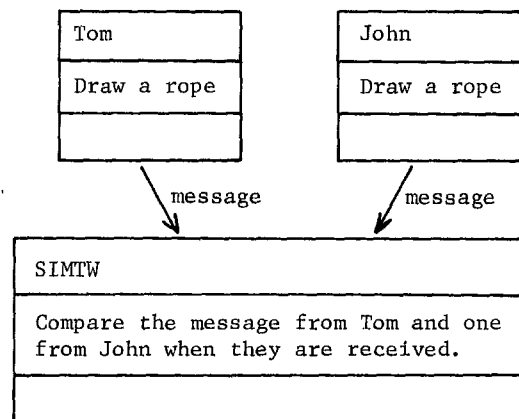 Tom
John
Draw a rope
Draw a rope
message
message
SIMTW
Compare the message from Tom and one
from John when they are received.